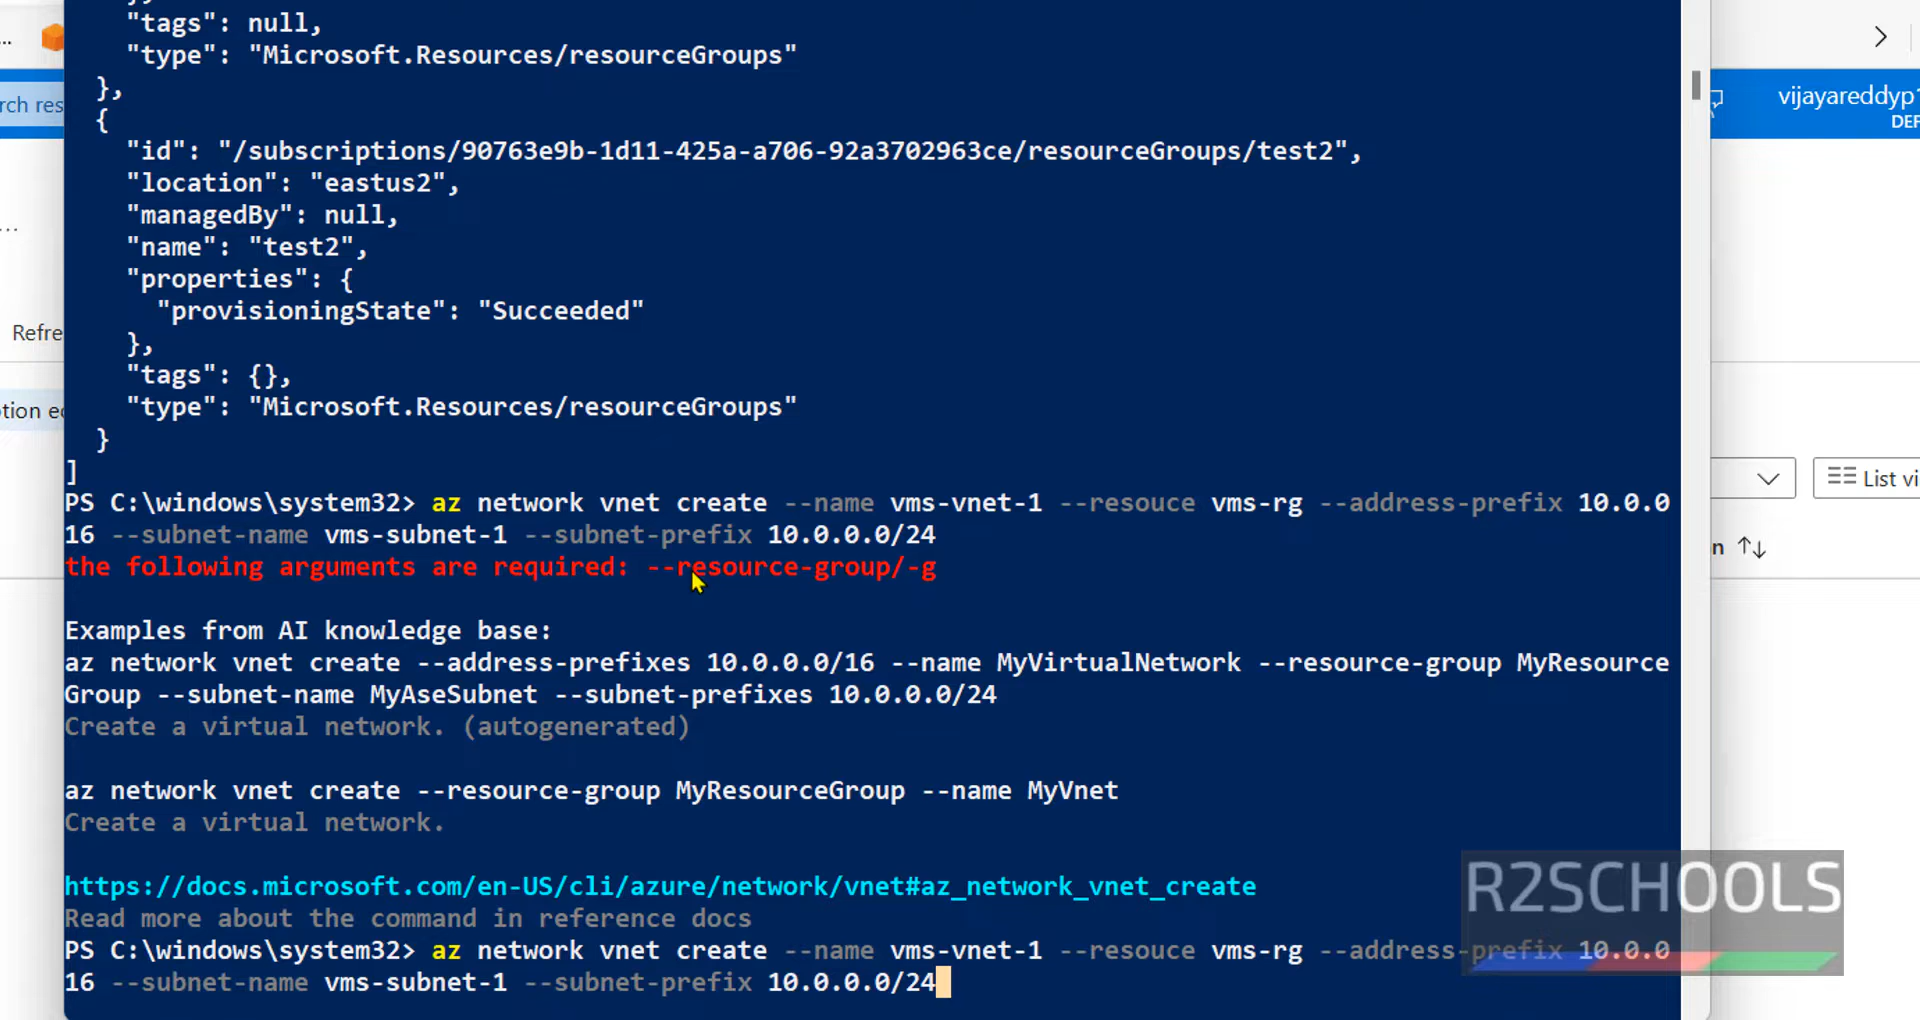 "tags": null,
"type": "Microsoft.Resources/resourceGroups"
},
{
"id": "/subscriptions/90763e9b-1d11-425a-a706-92a3702963ce/resourceGroups/test2",
"location": "eastus2",
"managedBy": null,
"name": "test2",
"properties": {
"provisioningState": "Succeeded"
},
"tags": {},
"type": "Microsoft.Resources/resourceGroups"
}
]
PS C:\windows\system32> az network vnet create --name vms-vnet-1 --resouce vms-rg --address-prefix 10.0.0
16 --subnet-name vms-subnet-1 --subnet-prefix 10.0.0.0/24
the following arguments are required: --resource-group/-g
Examples from AI knowledge base:
az network vnet create --address-prefixes 10.0.0.0/16 --name MyVirtualNetwork --resource-group MyResource
Group --subnet-name MyAseSubnet --subnet-prefixes 10.0.0.0/24
Create a virtual network. (autogenerated)
az network vnet create --resource-group MyResourceGroup --name MyVnet
Create a virtual network.
https://docs.microsoft.com/en-US/cli/azure/network/vnet#az_network_vnet_create
Read more about the command in reference docs
PS C:\windows\system32> az network vnet create --name vms-vnet-1 --resouce vms-rg --address-prefix 10.0.0
16 --subnet-name vms-subnet-1 --subnet-prefix 10.0.0.0/24
rch res
...
Refre
tion
vijayareddyp
DEF
List vi
n
R2SCHOOLS